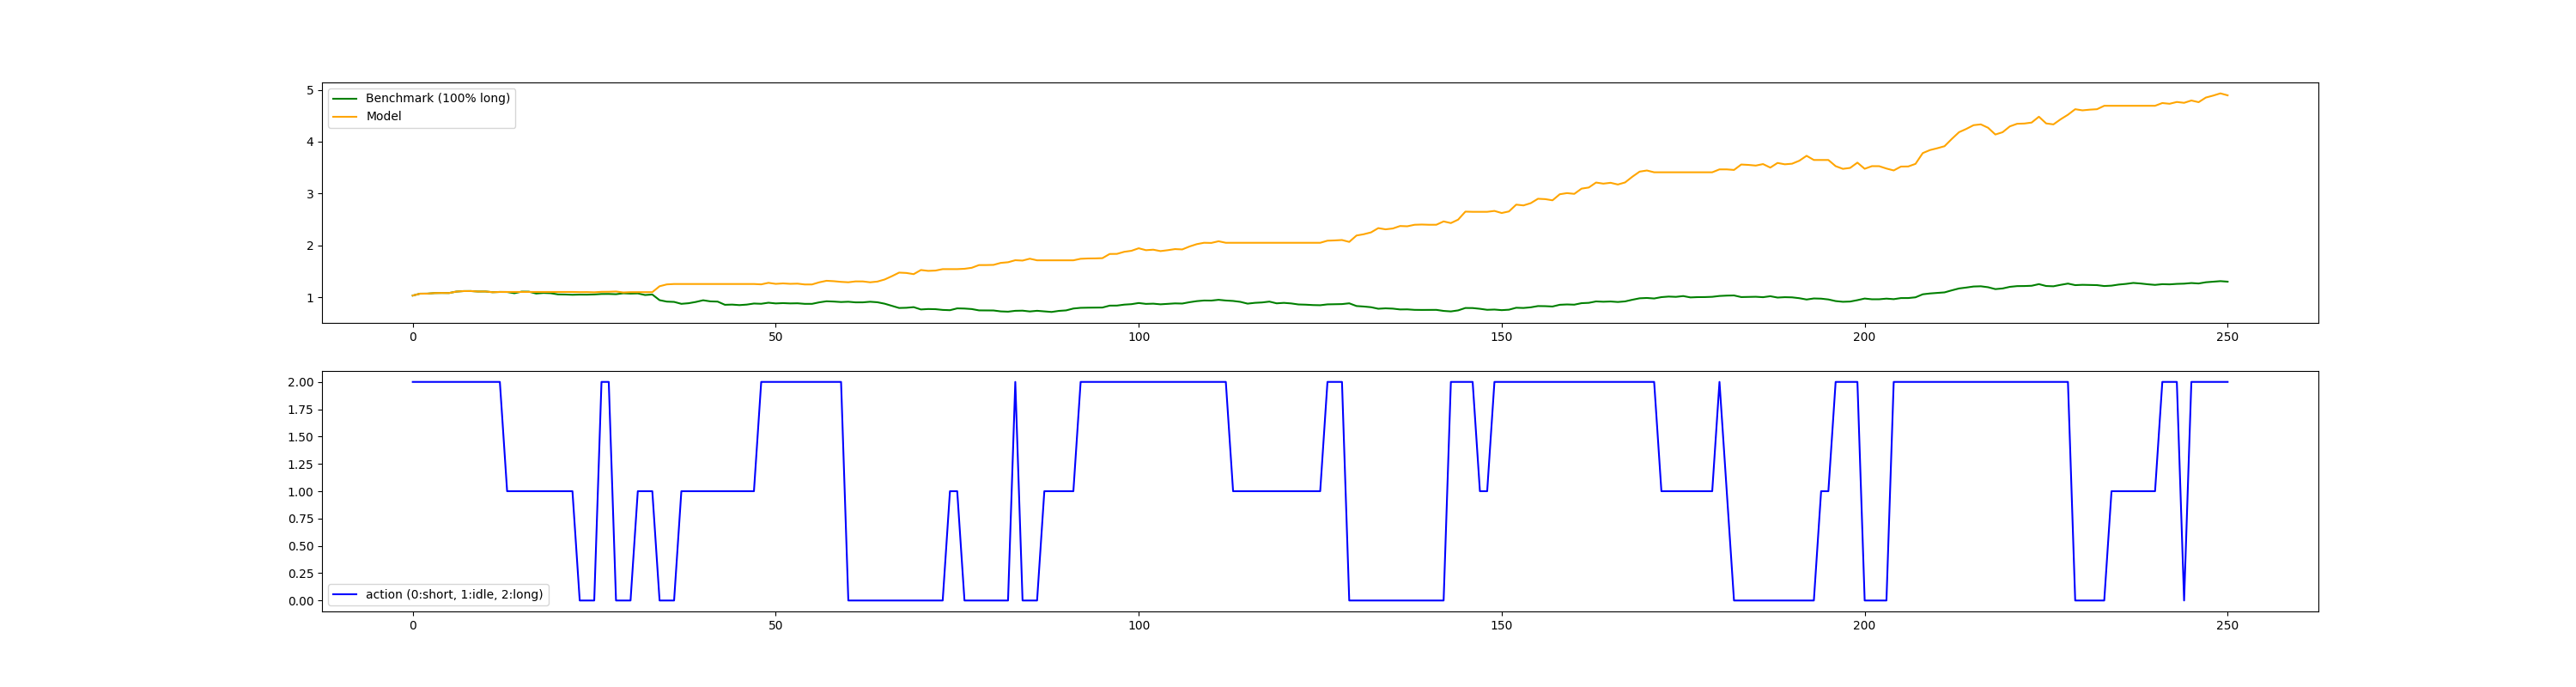 5
4
3
2
1
Benchmark (100% long)
Model
0 50 100 150 200 250
2.00
1.75
1.50
1.25
1.00
0.75
0.50
0.25
0.00
action (0:short, 1:idle, 2:long)
0 50 100 150 200 250